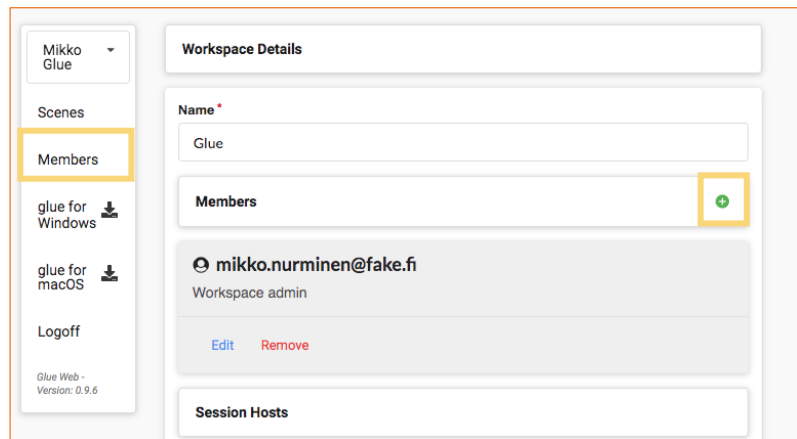 Mikko
Glue
Scenes
Members
glue for
Windows
glue for
macOS
Logoff
Glue Web -
Version: 0.9.6
Workspace Details
Name*
Glue
Members
mikko.nurminen@fake.fi
Workspace admin
Edit Remove
Session Hosts